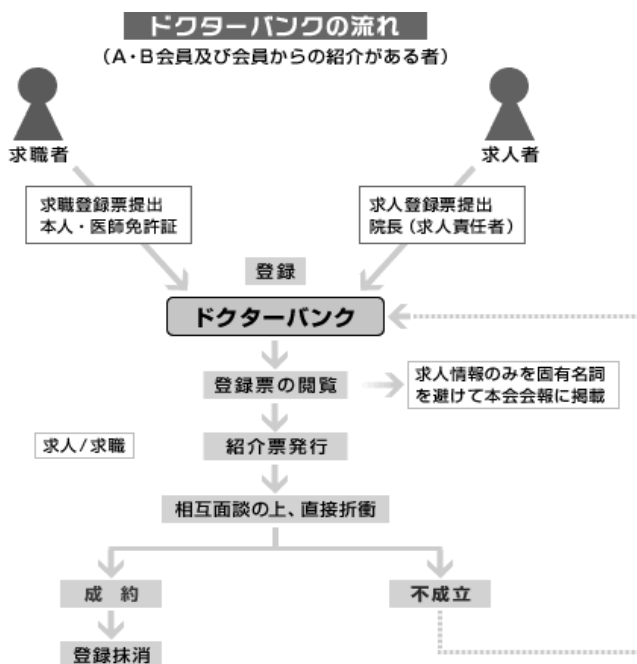 ドクターバンクの流れ
（A・B会員及び会員からの紹介がある者）
求職者
求人者
求職登録票提出
本人・医師免許証
求人登録票提出
院長（求人責任者）
登録
ドクターバンク
登録票の閲覧
求人情報のみを固有名詞
を避けて本会会報に掲載
求人/求職
紹介票発行
相互面談の上、直接折衝
成　約
不成立
登録抹消